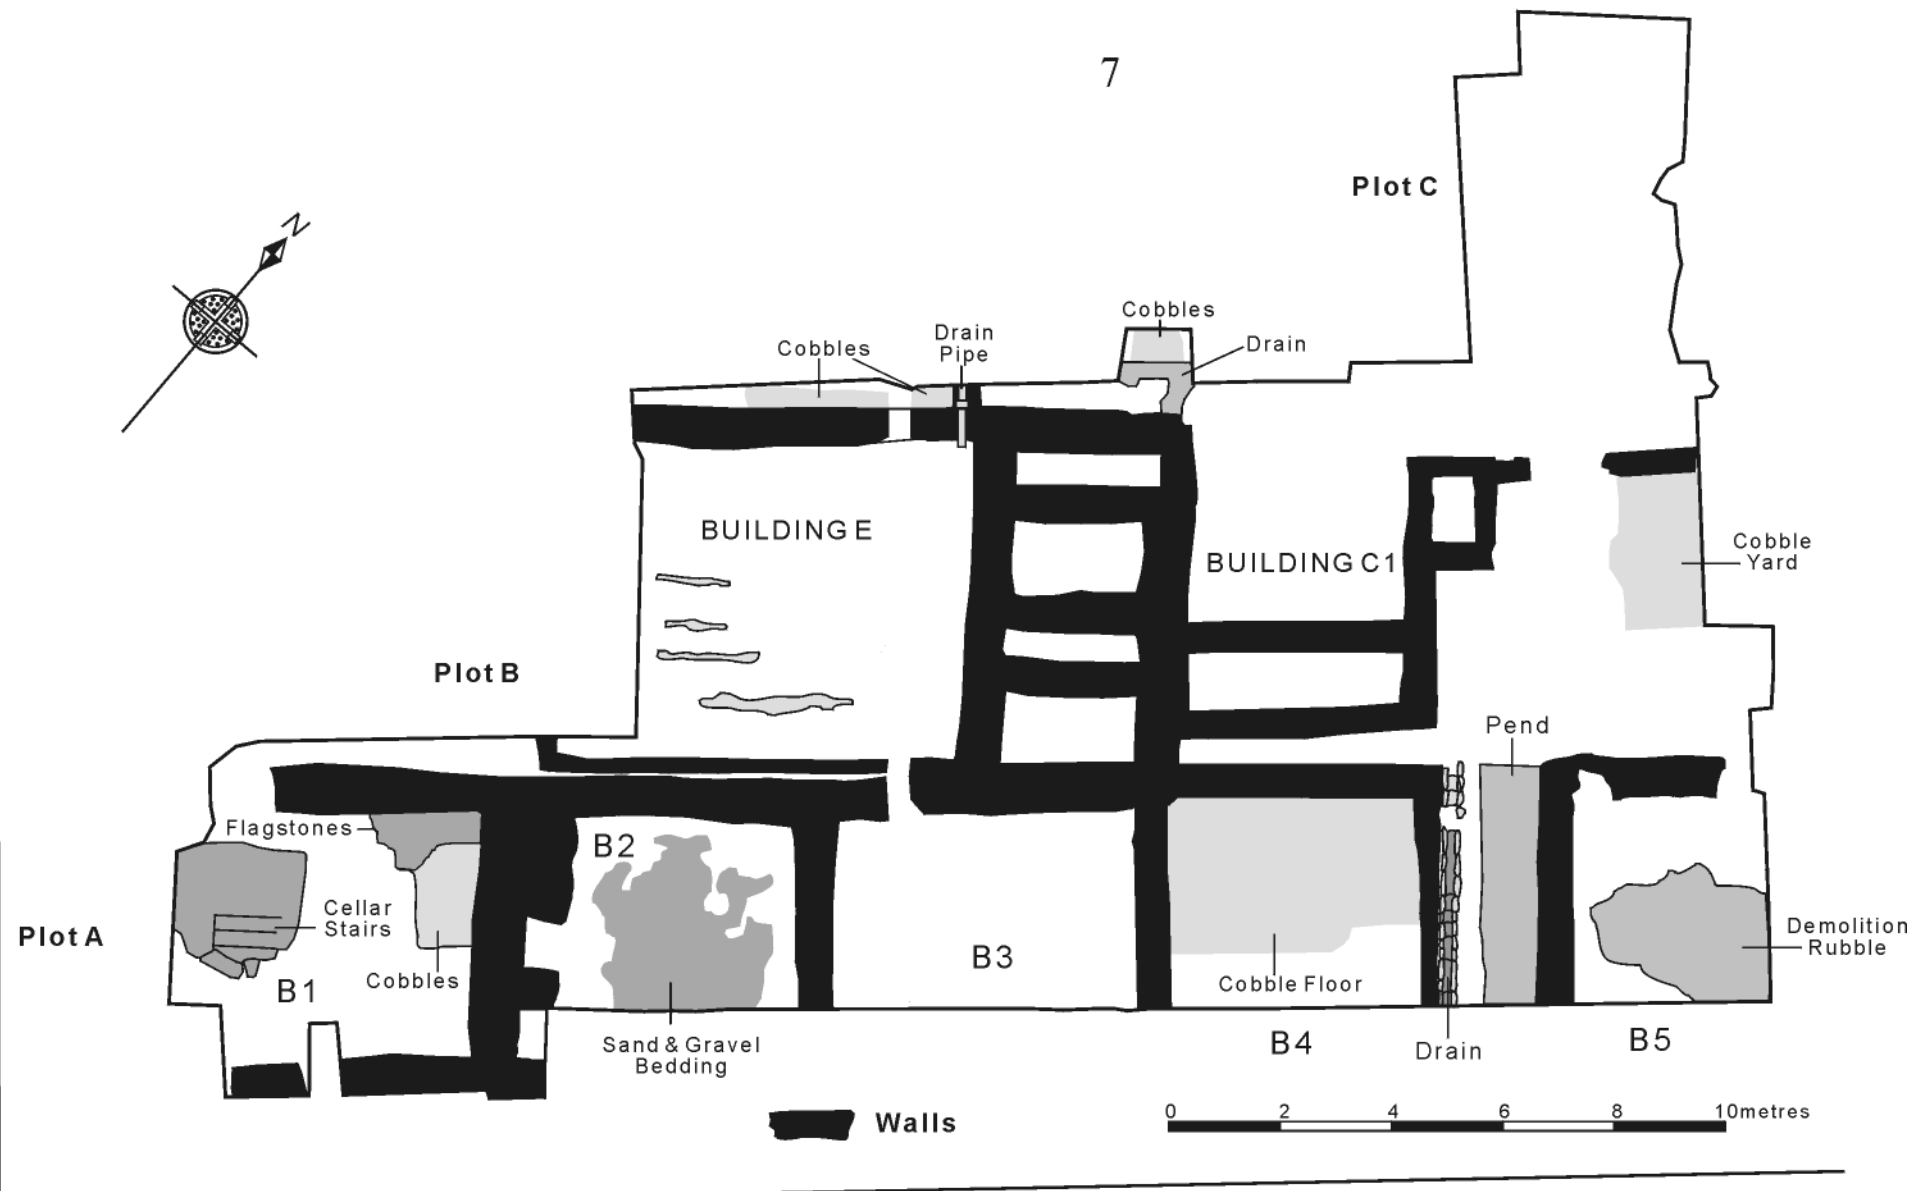 7
Plot C
N
Cobbles
Drain
Pipe
Cobbles
Drain
BUILDING E
BUILDING C1
Cobble
Yard
Plot B
Pend
Flagstones
B2
Cellar
Stairs
Plot A
B3
Demolition
Rubble
Cobbles
B1
Cobble Floor
Sand & Gravel
Bedding
B4
Drain
B5
Walls
0 2 4 6 8 10metres